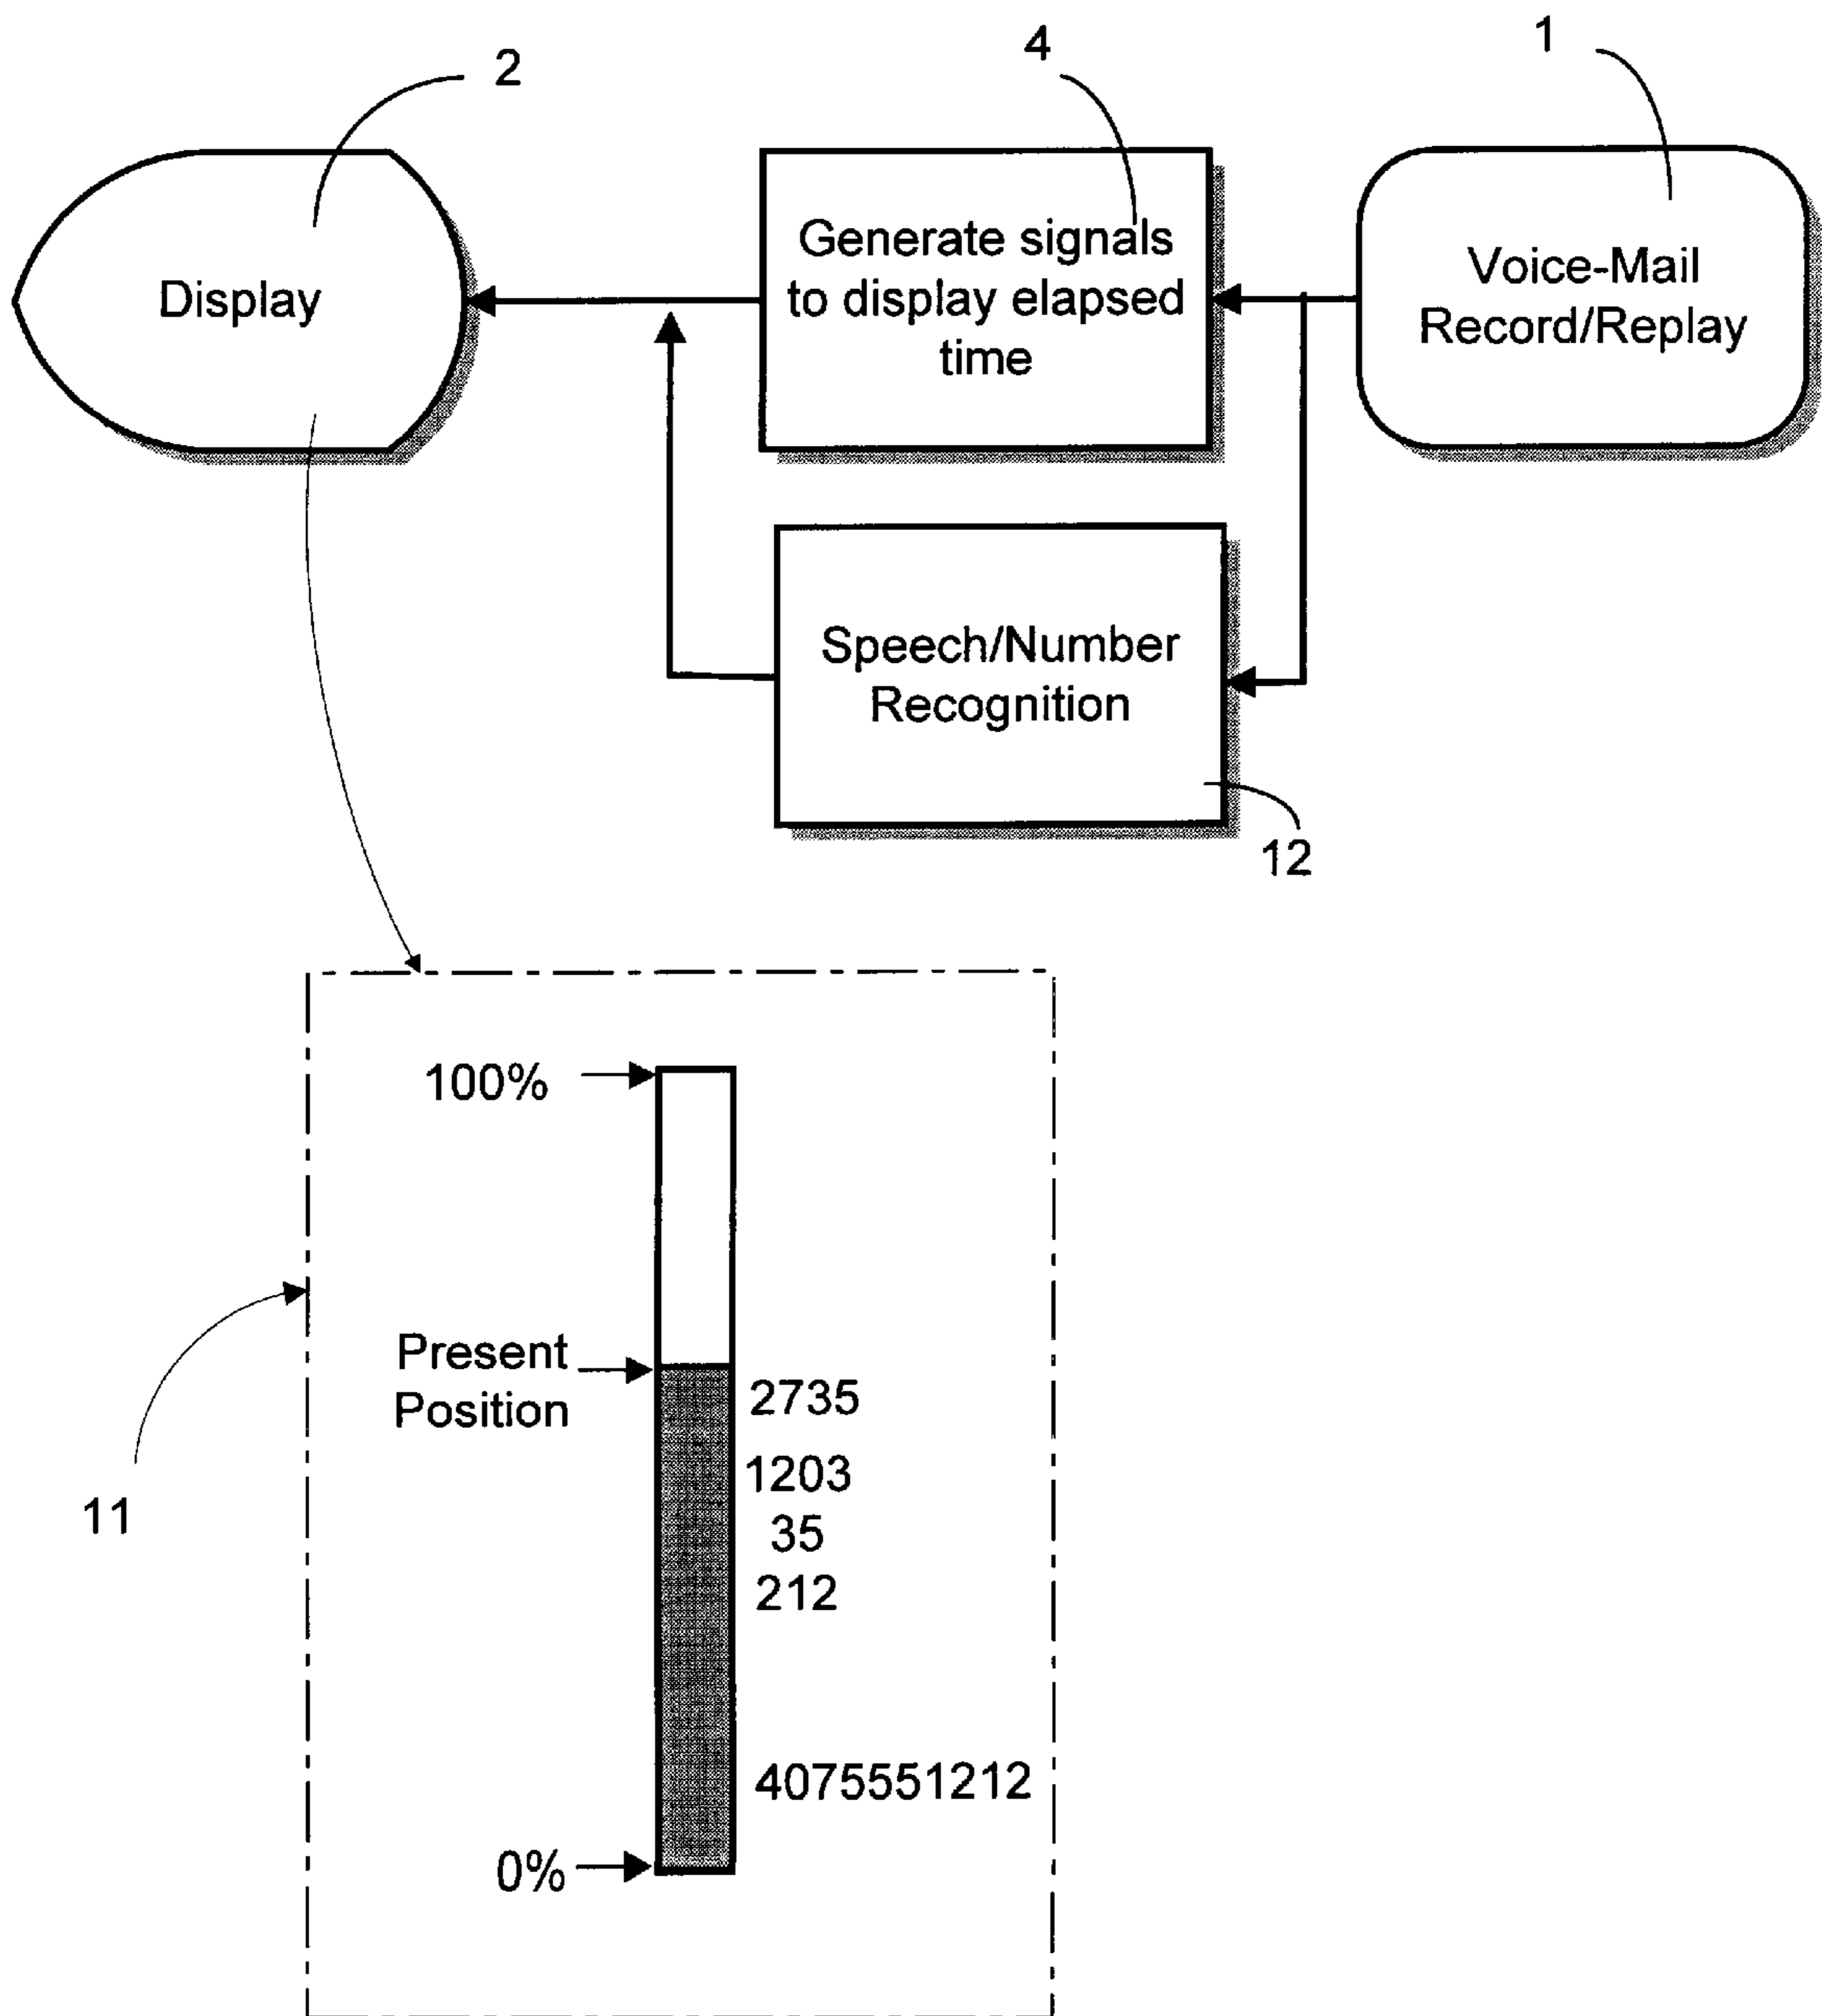 2
4
1
Display
Generate signals
to display elapsed
time
Voice-Mail
Record/Replay
Speech/Number
Recognition
12
100%
Present
Position
2735
1203
35
212
11
4075551212
0%